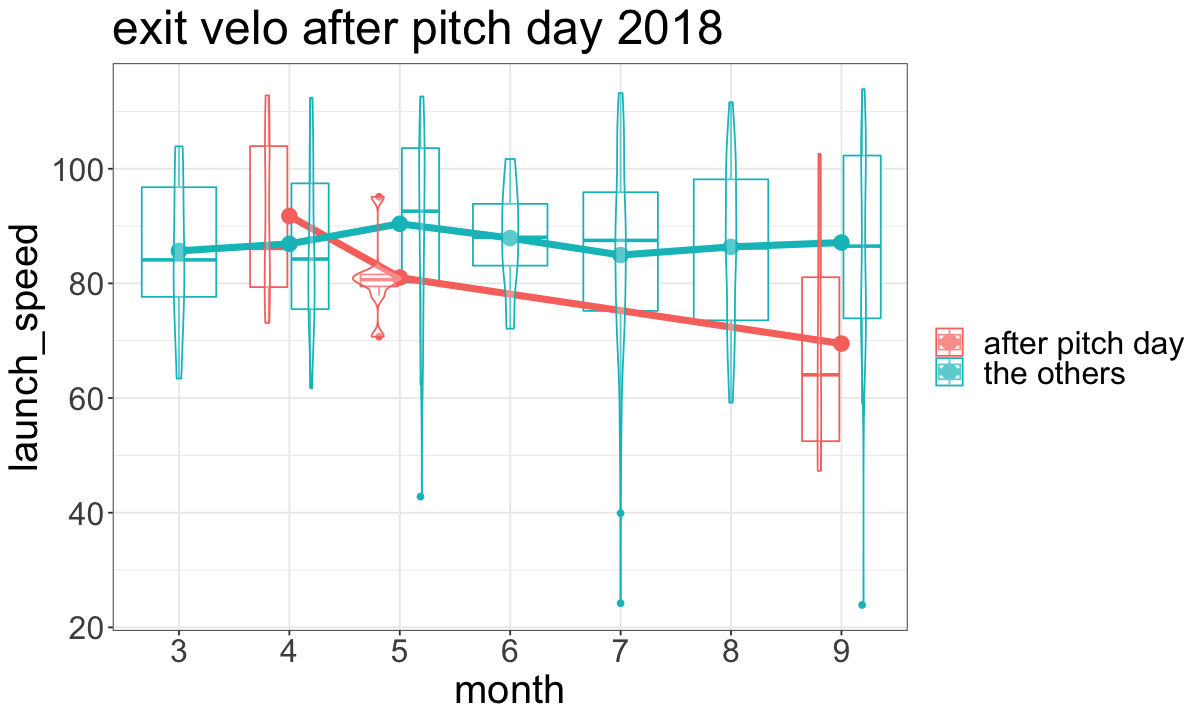 exit velo after pitch day 2018
launch_speed
100
80
60
40
20
3 4 5 6 7 8 9
month
after pitch day
the others